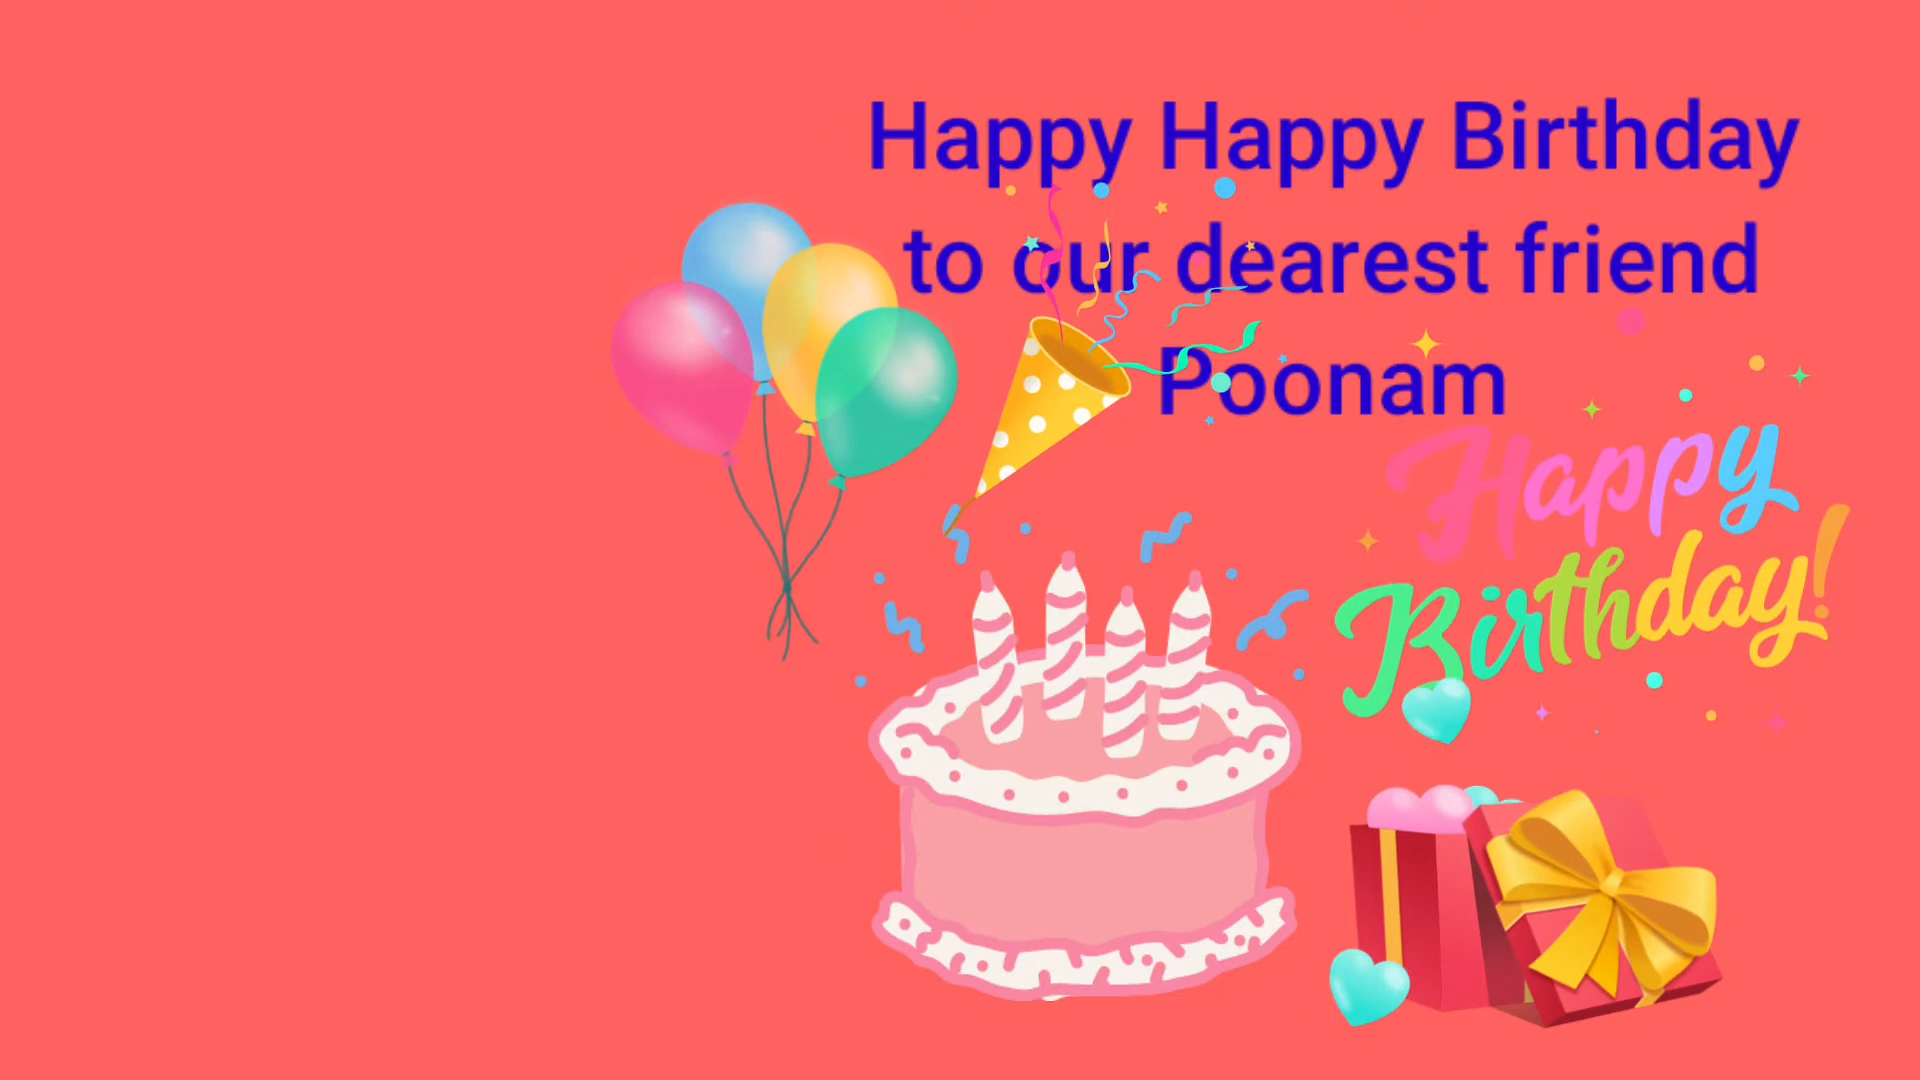 Happy Happy Birthday
to our dearest friend
Poonam
Happy
Birthday!